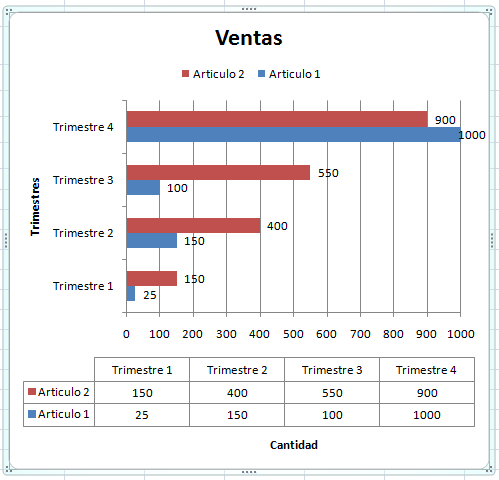 Ventas
Articulo 2 Articulo 1
Trimestres
Trimestre 4 900
1000
Trimestre 3 550
100
Trimestre 2 400
150
Trimestre 1 150
25
0 100 200 300 400 500 600 700 800 900 1000
Trimestre 1 Trimestre 2 Trimestre 3 Trimestre 4
Articulo 2 150 400 550 900
Articulo 1 25 150 100 1000
Cantidad